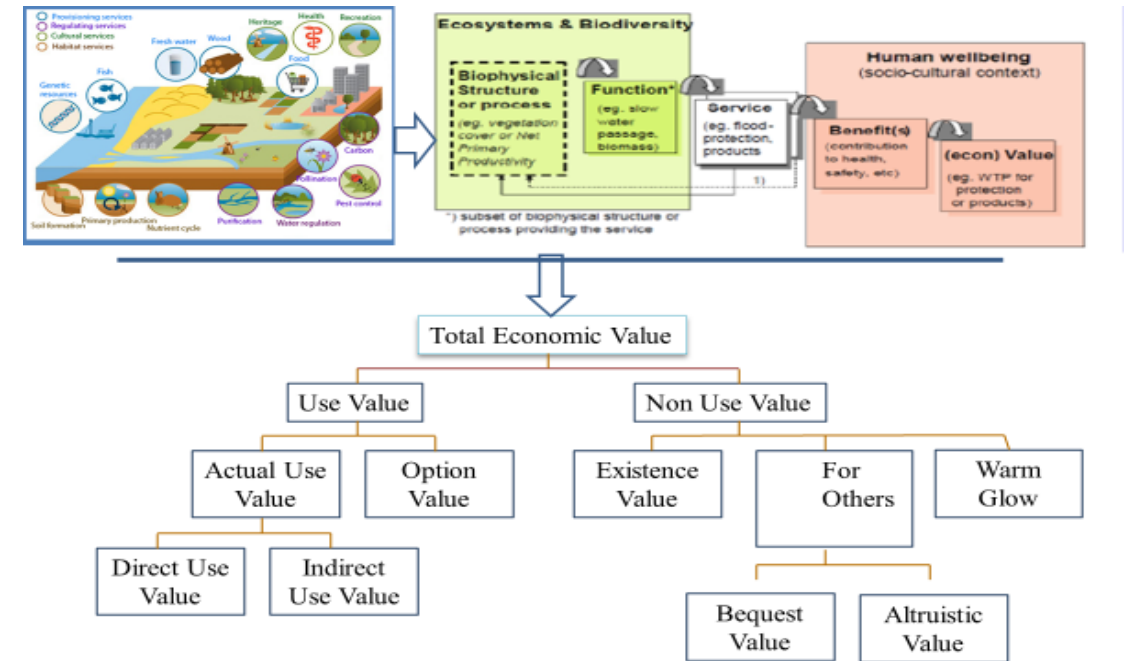 Provisioning services
Regulating services
Cultural services
Habitat services
Heritage
Health
Recreation
Fresh water
Wood
Food
Fish
Genetic
resources
Carbon
Pollination
Pest control
Soil formation
Primary production
Nutrient cycle
Purification
Water regulation
Ecosystems & Biodiversity
Biophysical
Structure
or process
(eg. vegetation
cover or Net
Primary
Productivity
Function*
(eg. slow
water
passage,
biomass)
Service
(eg. flood-
protection,
products
1)
*) subset of biophysical structure or
process providing the service
Human wellbeing
(socio-cultural context)
Benefit(s)
(contribution
to health,
safety, etc)
(econ) Value
(eg. WTP for
protection
or products)
Total Economic Value
Use Value
Non Use Value
Actual Use
Value
Option
Value
Existence
Value
For
Others
Warm
Glow
Direct Use
Value
Indirect
Use Value
Bequest
Value
Altruistic
Value